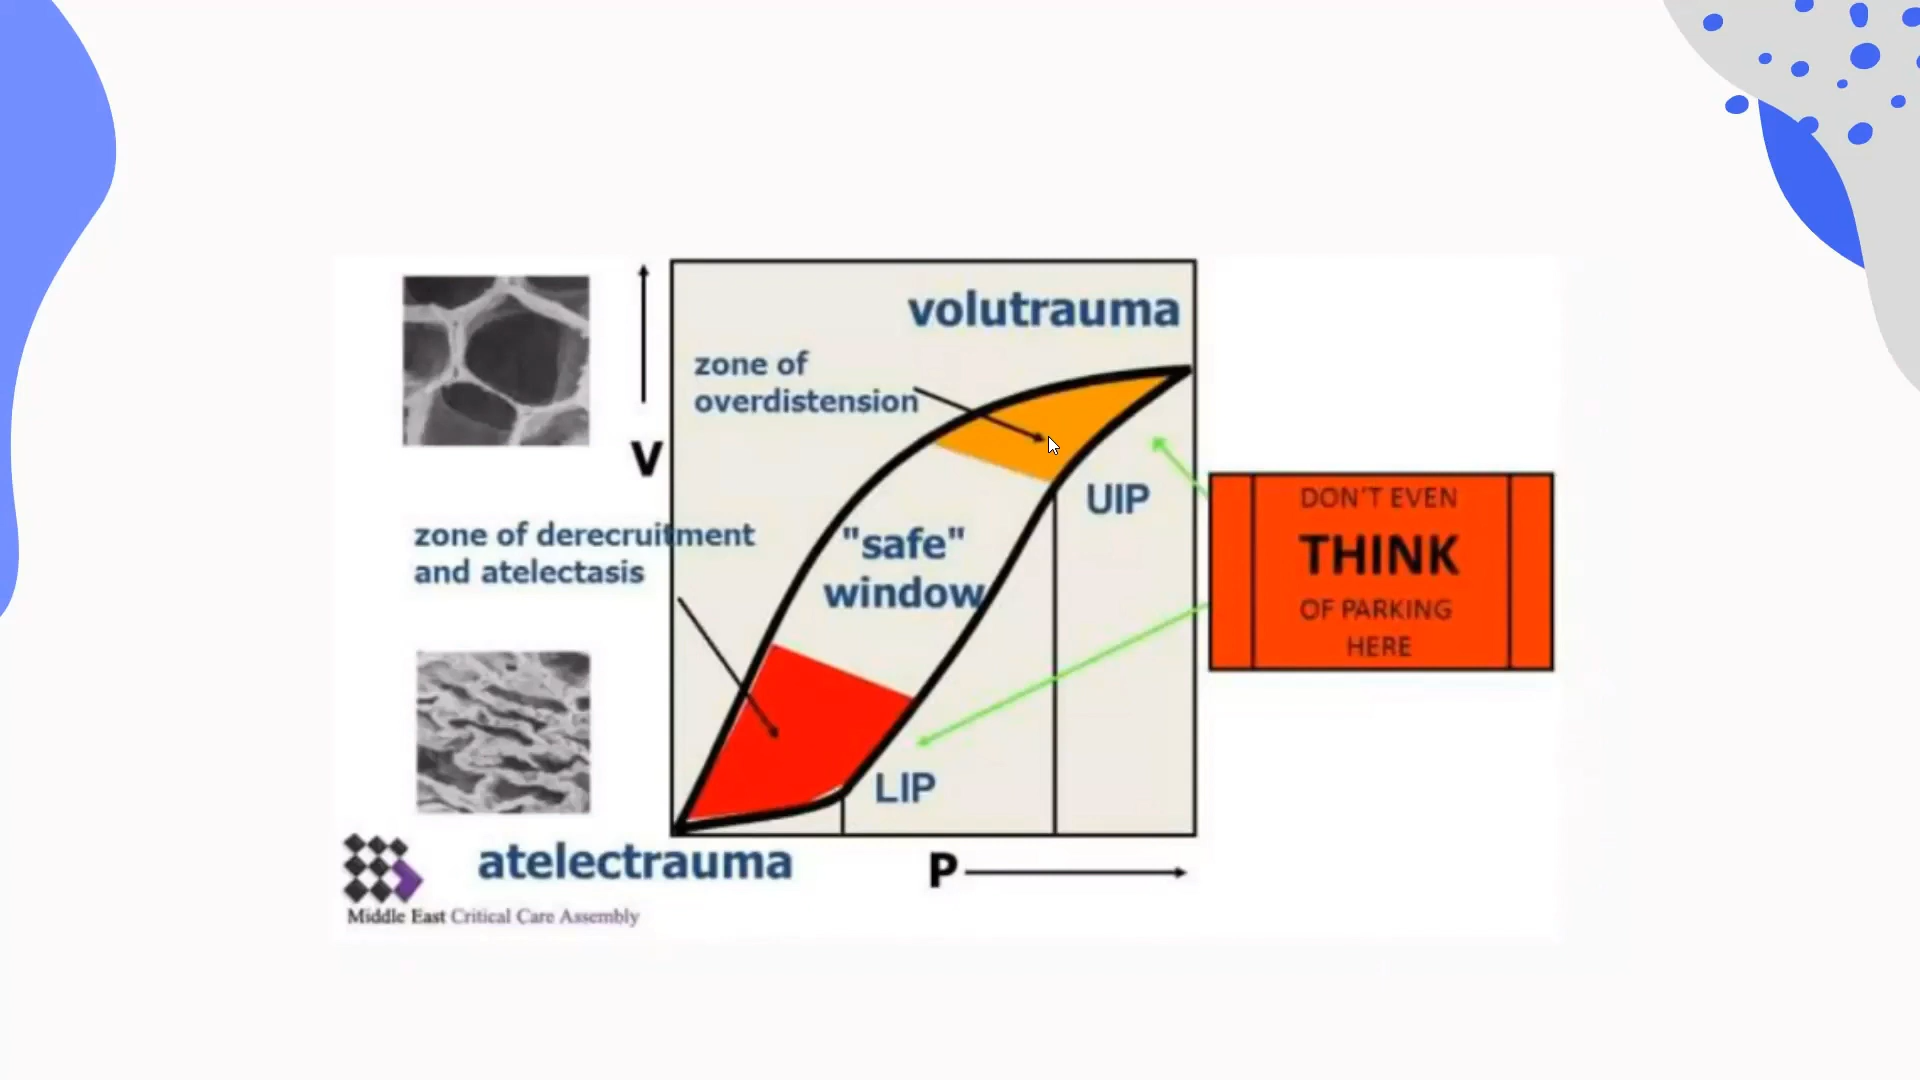 volutrauma
zone of
overdistension
V
UIP
DON'T EVEN
THINK
OF PARKING
HERE
zone of derecruitment
and atelectasis
"safe"
window
LIP
atelectrauma
P
Middle East Critical Care Assembly